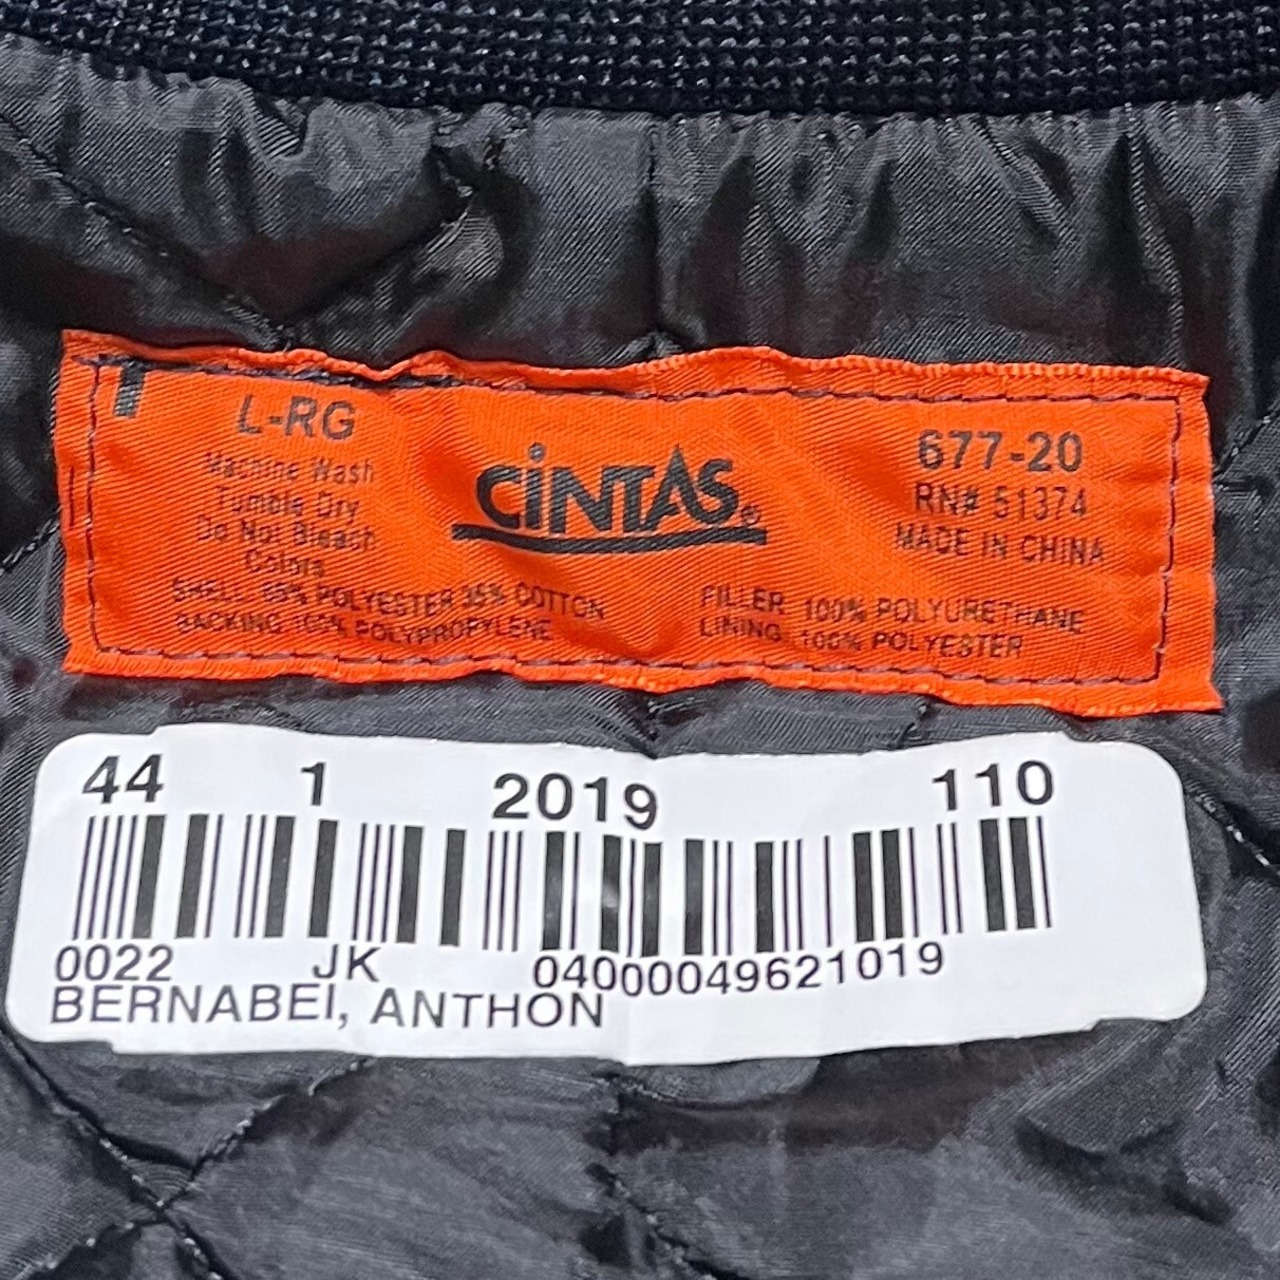 L-RG
Machine Wash
Tumble Dry
Do Not Bleach
Colors
CINTAS®
677-20
RN# 51374
MADE IN CHINA
SHELL: 65% POLYESTER 35% COTTON
BACKING: 100% POLYPROPYLENE
FILLER: 100% POLYURETHANE
LINING: 100% POLYESTER
44 1 2019 110
0022 JK 04000049621019
BERNABEI, ANTHON